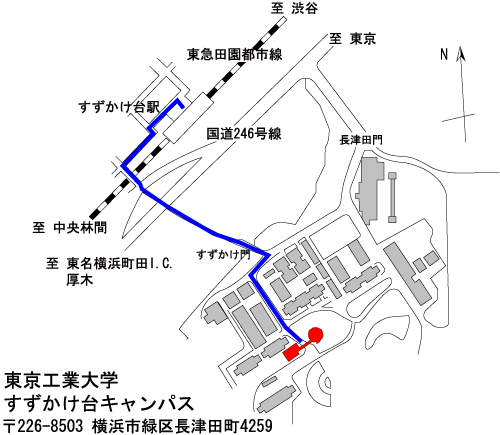 至 渋谷
至 東京
東急田園都市線
N
すずかけ台駅
国道246号線
長津田門
至 中央林間
すずかけ門
至 東名横浜町田I.C.
厚木
東京工業大学
すずかけ台キャンパス
〒226-8503 横浜市緑区長津田町4259